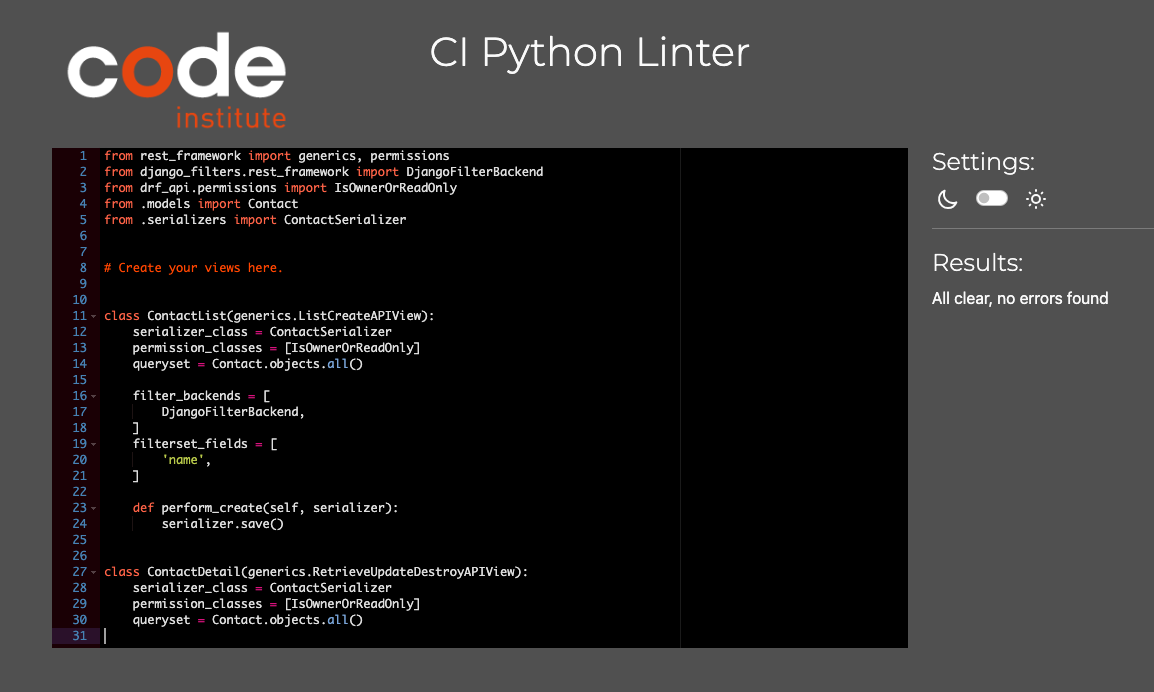 code
institute
CI Python Linter
1 from rest_framework import generics, permissions
2 from django_filters.rest_framework import DjangoFilterBackend
3 from drf_api.permissions import IsOwnerOrReadOnly
4 from .models import Contact
5 from .serializers import ContactSerializer
6
7
8 # Create your views here.
9
10
11 class ContactList(generics.ListCreateAPIView):
12     serializer_class = ContactSerializer
13     permission_classes = [IsOwnerOrReadOnly]
14     queryset = Contact.objects.all()
15
16     filter_backends = [
17         DjangoFilterBackend,
18     ]
19     filterset_fields = [
20         'name',
21     ]
22
23     def perform_create(self, serializer):
24         serializer.save()
25
26
27 class ContactDetail(generics.RetrieveUpdateDestroyAPIView):
28     serializer_class = ContactSerializer
29     permission_classes = [IsOwnerOrReadOnly]
30     queryset = Contact.objects.all()
31
Settings:
Results:
All clear, no errors found